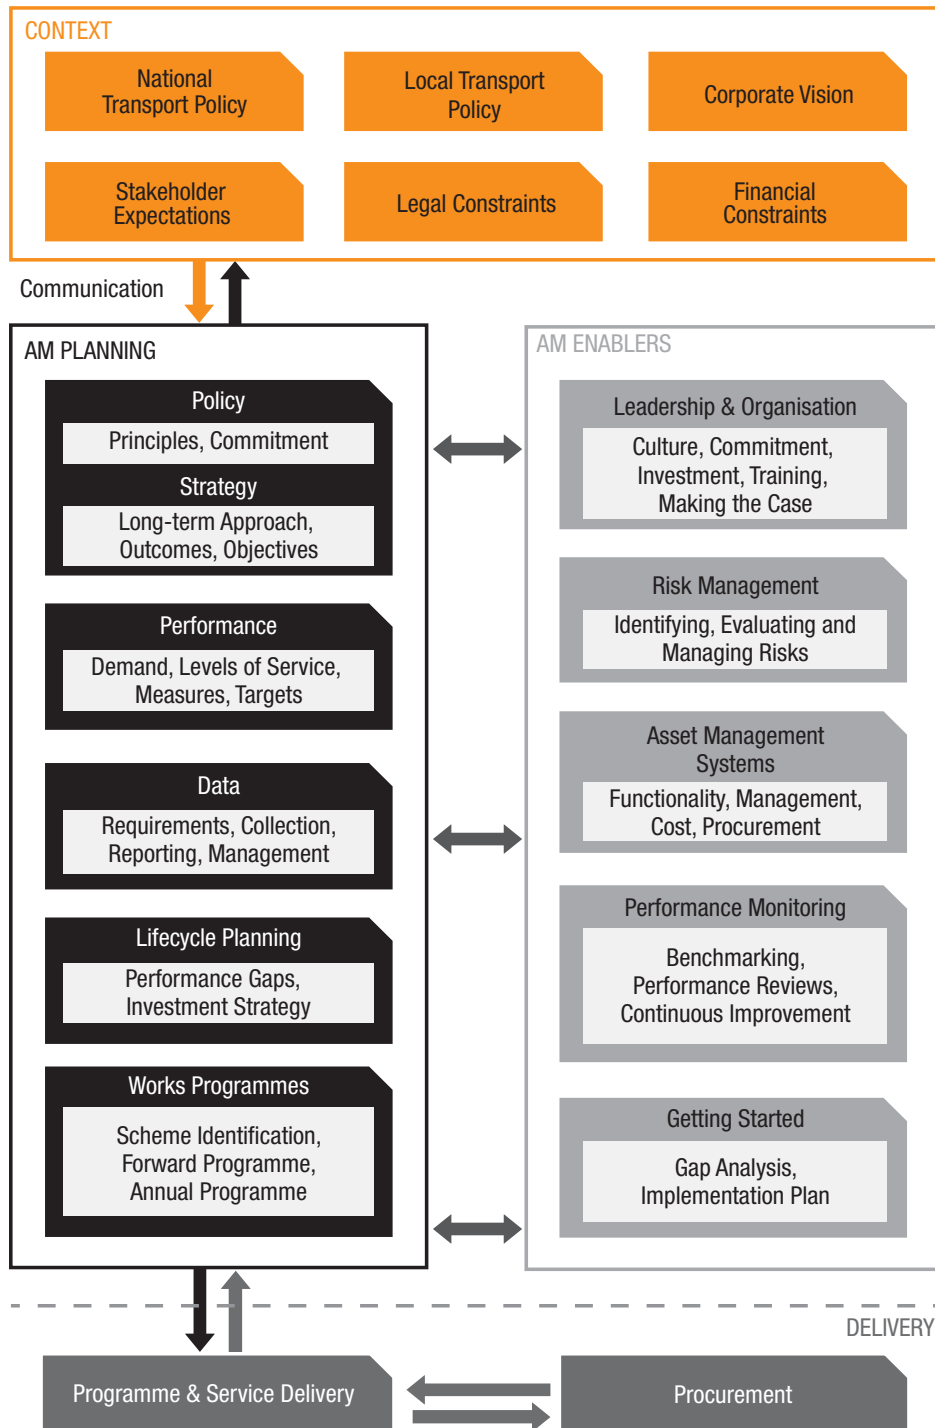 CONTEXT
National
Transport Policy
Local Transport
Policy
Corporate Vision
Stakeholder
Expectations
Legal Constraints
Financial
Constraints
Communication
AM PLANNING
Policy
Principles, Commitment
Strategy
Long-term Approach,
Outcomes, Objectives
Performance
Demand, Levels of Service,
Measures, Targets
Data
Requirements, Collection,
Reporting, Management
Lifecycle Planning
Performance Gaps,
Investment Strategy
Works Programmes
Scheme Identification,
Forward Programme,
Annual Programme
AM ENABLERS
Leadership & Organisation
Culture, Commitment,
Investment, Training,
Making the Case
Risk Management
Identifying, Evaluating and
Managing Risks
Asset Management
Systems
Functionality, Management,
Cost, Procurement
Performance Monitoring
Benchmarking,
Performance Reviews,
Continuous Improvement
Getting Started
Gap Analysis,
Implementation Plan
DELIVERY
Programme & Service Delivery
Procurement